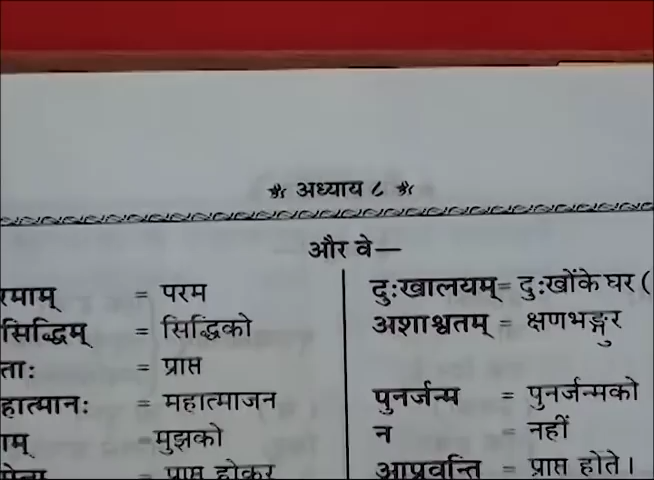 अध्याय ८
—और वे—
रमाम् = परम
सिद्धिम् = सिद्धिको
ताः = प्राप्त
हात्मानः = महात्माजन
ाम् =मुझको
= प्राप्त होकर
दुःखालयम्= दुःखोंके घर (
अशाश्वतम् = क्षणभङ्गुर
पुनर्जन्म = पुनर्जन्मको
न = नहीं
आप्नुवन्ति = प्राप्त होते।